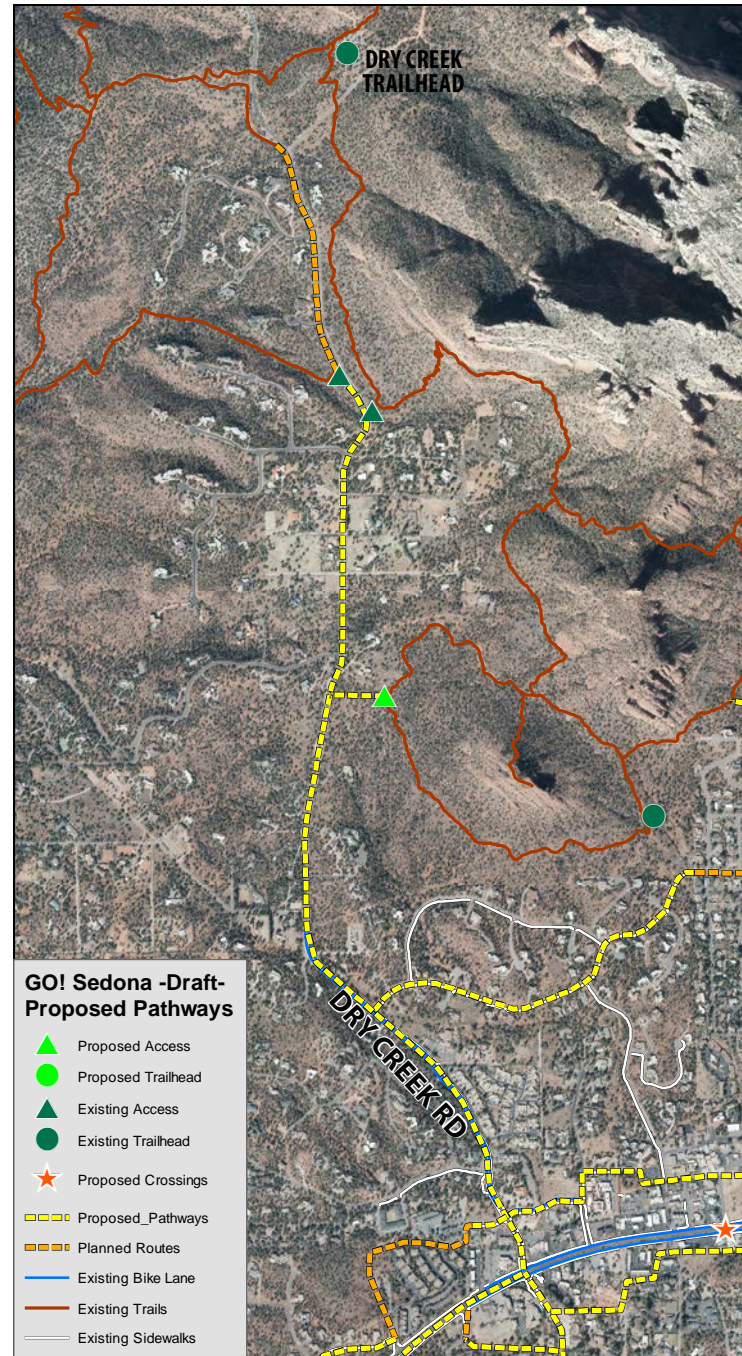 DRY CREEK
TRAILHEAD
DRY CREEK RD
GO! Sedona -Draft-
Proposed Pathways
Proposed Access
Proposed Trailhead
Existing Access
Existing Trailhead
Proposed Crossings
Proposed_Pathways
Planned Routes
Existing Bike Lane
Existing Trails
Existing Sidewalks